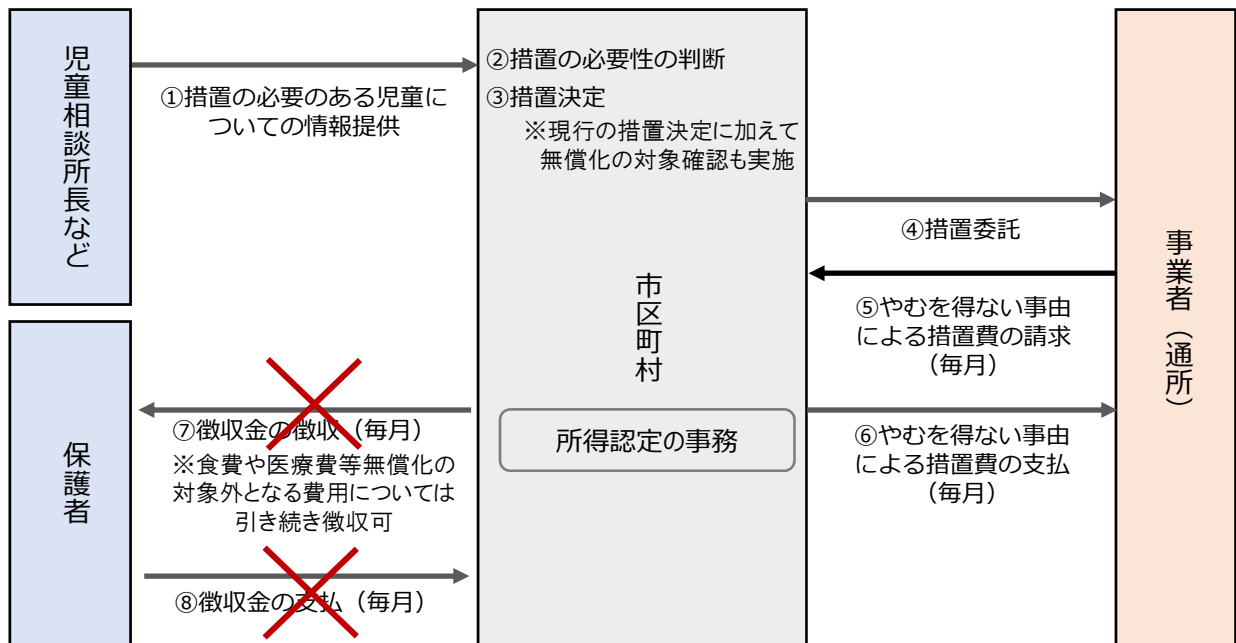 児童相談所長など
①措置の必要のある児童に
ついての情報提供
②措置の必要性の判断
③措置決定
※現行の措置決定に加えて
無償化の対象確認も実施
市区町村
所得認定の事務
④措置委託
⑤やむを得ない事由
による措置費の請求
（毎月）
⑥やむを得ない事由
による措置費の支払
（毎月）
事業者（通所）
保護者
⑦徴収金の徴収（毎月）
※食費や医療費等無償化の
対象外となる費用については
引き続き徴収可
⑧徴収金の支払（毎月）